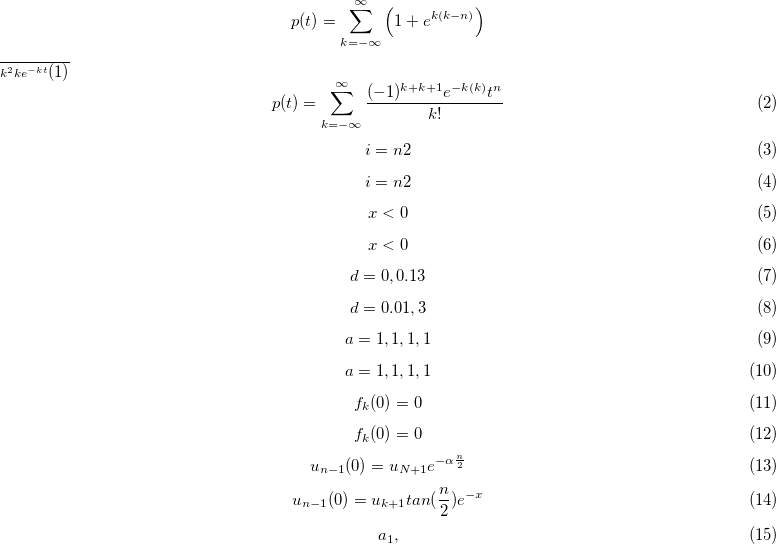 p(t) = \sum_{k=-\infty}^{\infty} \left(1 + e^{k(k-n)}\right)
\overline{k^2 k e^{-kt}}(1)
p(t) = \sum_{k=-\infty}^{\infty} \frac{(-1)^{k+k+1} e^{-k(k)} t^n}{k!} (2)
i = n2 (3)
i = n2 (4)
x < 0 (5)
x < 0 (6)
d = 0, 0.13 (7)
d = 0.01, 3 (8)
a = 1, 1, 1, 1 (9)
a = 1, 1, 1, 1 (10)
f_k(0) = 0 (11)
f_k(0) = 0 (12)
u_{n-1}(0) = u_{N+1} e^{-\alpha \frac{n}{2}} (13)
u_{n-1}(0) = u_{k+1} tan(\frac{n}{2}) e^{-x} (14)
a_1, (15)